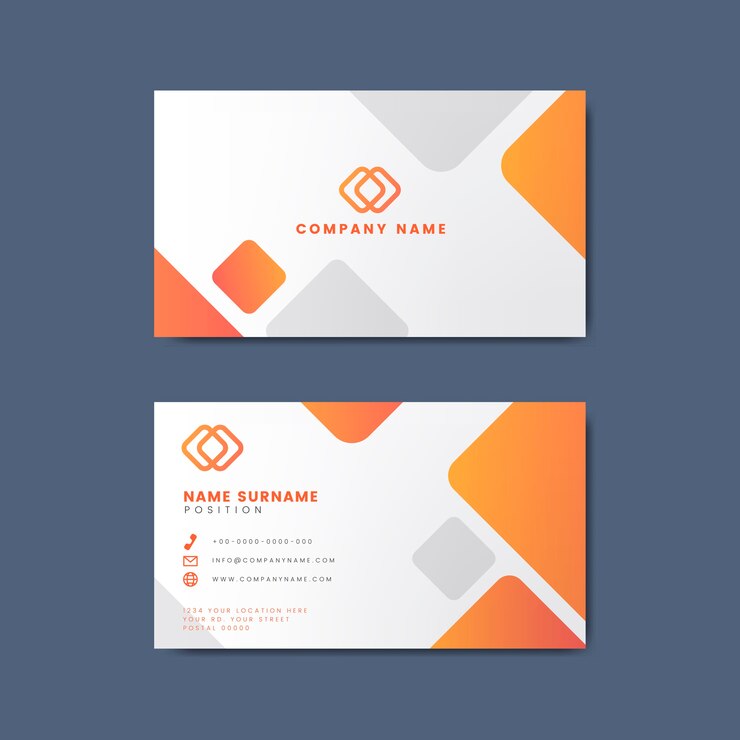 COMPANY NAME
NAME SURNAME
POSITION
+00-0000-0000-000
INFO@COMPANYNAME.COM
WWW.COMPANYNAME.COM
1234 YOUR LOCATION HERE
YOUR RD. YOUR STREET
POSTAL 00000